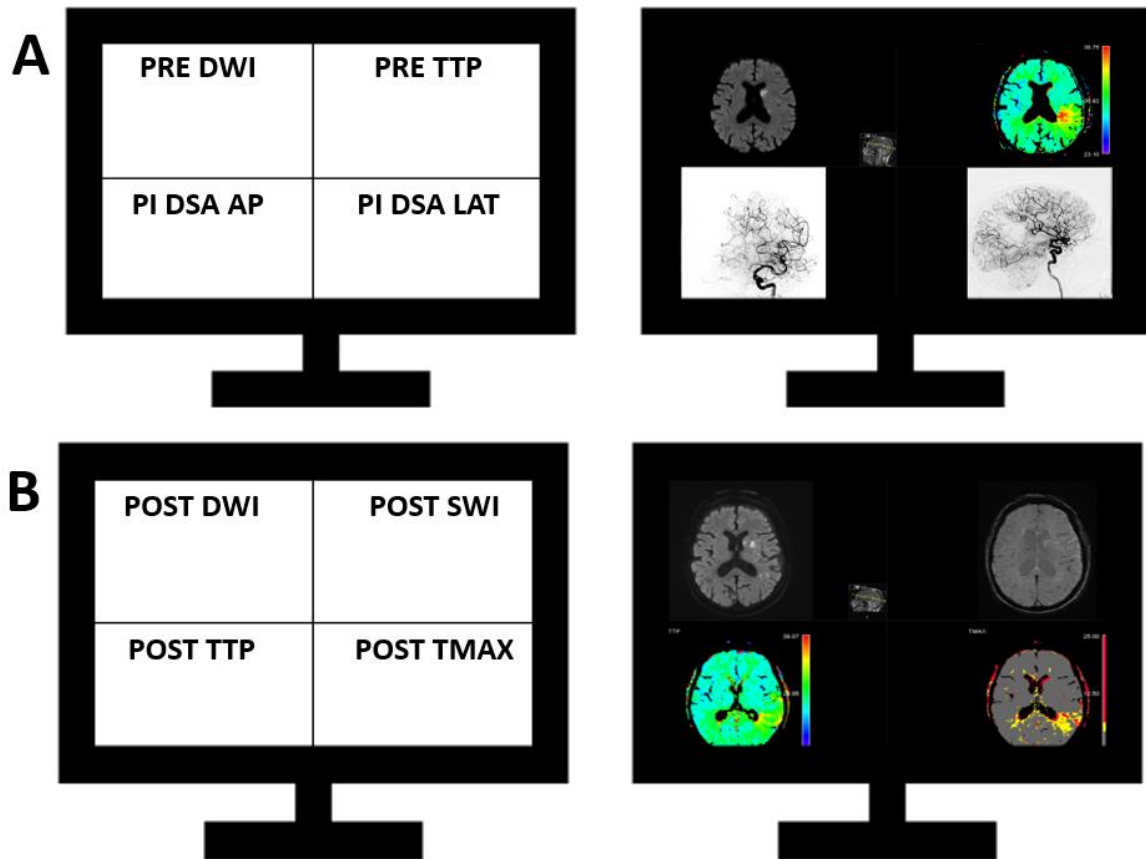 A
PRE DWI PRE TTP
PI DSA AP PI DSA LAT
B
POST DWI POST SWI
POST TTP POST TMAX
TTP TMAX